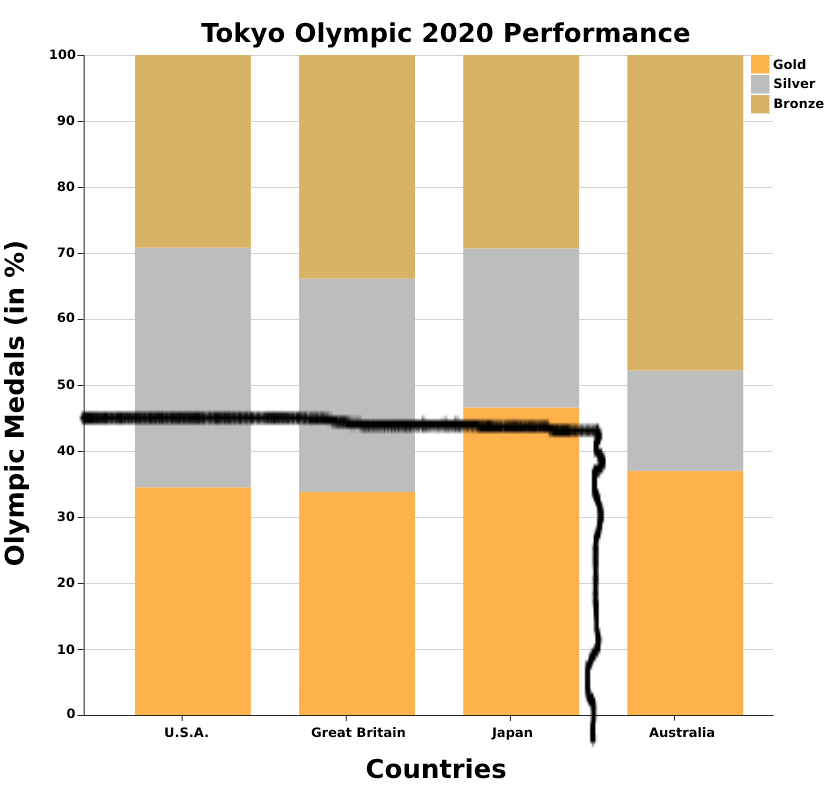 Tokyo Olympic 2020 Performance
Gold
Silver
Bronze
Olympic Medals (in %)
100
90
80
70
60
50
40
30
20
10
0
U.S.A. Great Britain Japan Australia
Countries